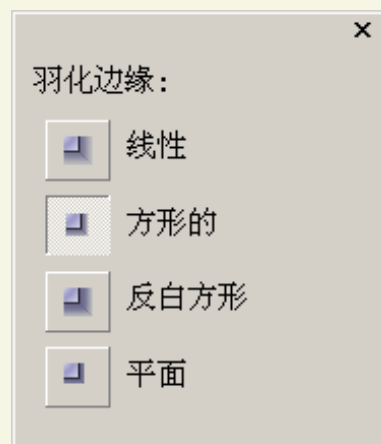 羽化边缘:
线性
方形的
反白方形
平面